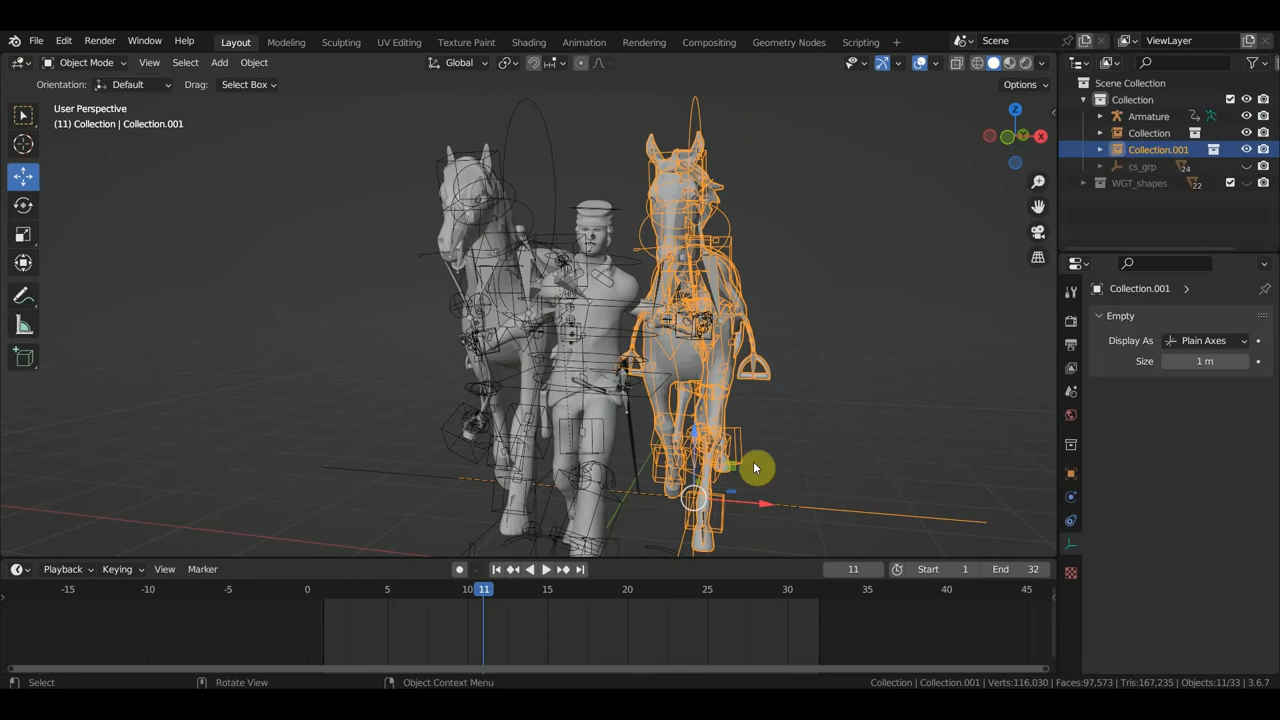 File Edit Render Window Help Layout Modeling Sculpting UV Editing Texture Paint Shading Animation Rendering Compositing Geometry Nodes Scripting + Scene ViewLayer
Object Mode View Select Add Object Global
Orientation: Default Drag: Select Box Options
User Perspective
(11) Collection | Collection.001
Z
Y
X
Scene Collection
Collection
Armature
Collection
Collection.001
cs_grp 24
WGT_shapes 22
Collection.001
Empty
Display As Plain Axes
Size 1 m
Playback Keying View Marker 11 Start 1 End 32
-15 -10 -5 0 5 10 11 15 20 25 30 35 40 45
Select Rotate View Object Context Menu Collection | Collection.001 | Verts:116,030 | Faces:97,573 | Tris:167,235 | Objects:11/33 | 3.6.7